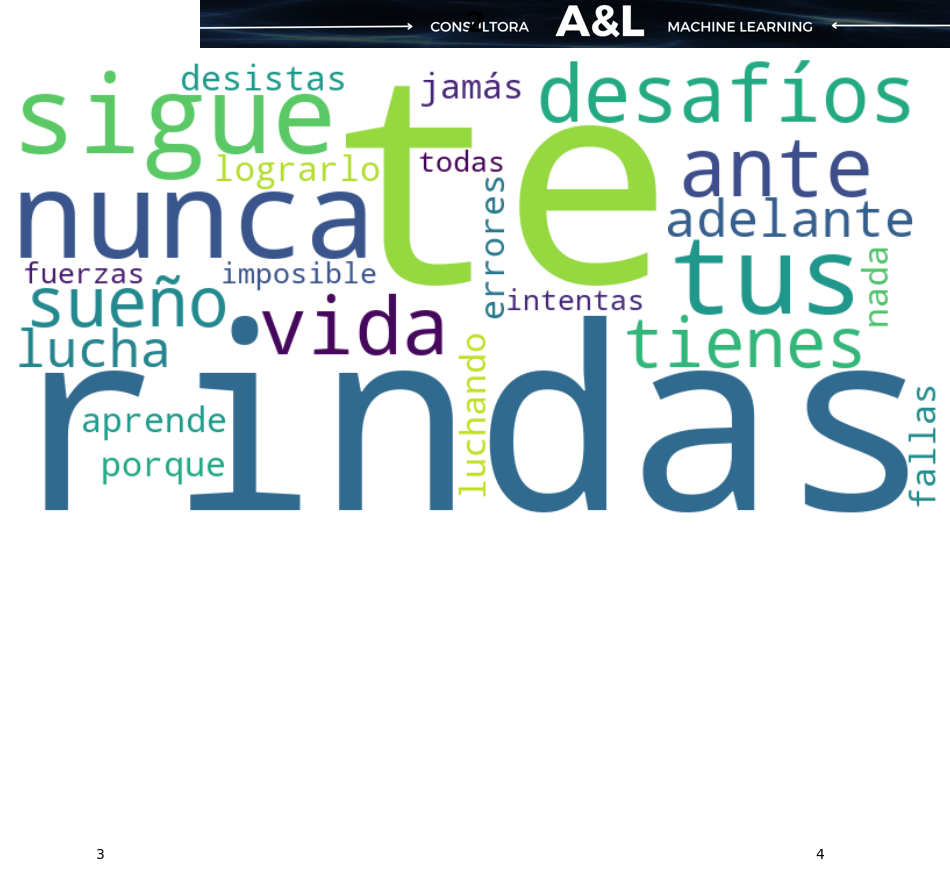 CONSULTORA A&L MACHINE LEARNING
desistas
jamás
desafíos
sigue
te
lograrlo
todas
ante
nunca
errores
adelante
fuerzas
imposible
tus
nada
sueño
intentas
vida
lucha
tienes
luchando
rindas
aprende
fallas
porque
3
4